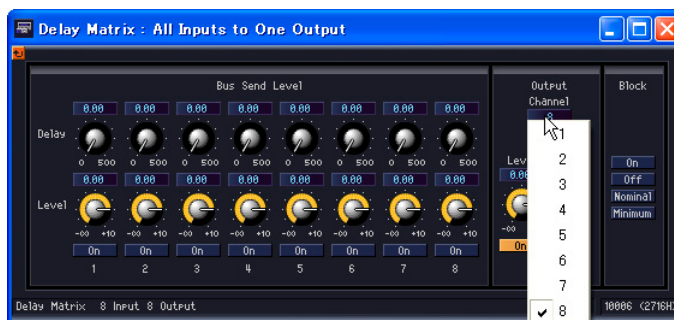 Delay Matrix : All Inputs to One Output
Bus Send Level
Output
Channel
Block
0.00 0.00 0.00 0.00 0.00 0.00 0.00 0.00
8
Delay
0 500 0 500 0 500 0 500 0 500 0 500 0 500 0 500
0.00 0.00 0.00 0.00 0.00 0.00 0.00 0.00
Level
-∞ +10 -∞ +10 -∞ +10 -∞ +10 -∞ +10 -∞ +10 -∞ +10 -∞ +10
On On On On On On On On
1 2 3 4 5 6 7 8
-∞
On
1
2
3
4
5
6
7
✓ 8
On
Off
Nominal
Minimum
Delay Matrix 8 Input 8 Output
10006 (2716H)